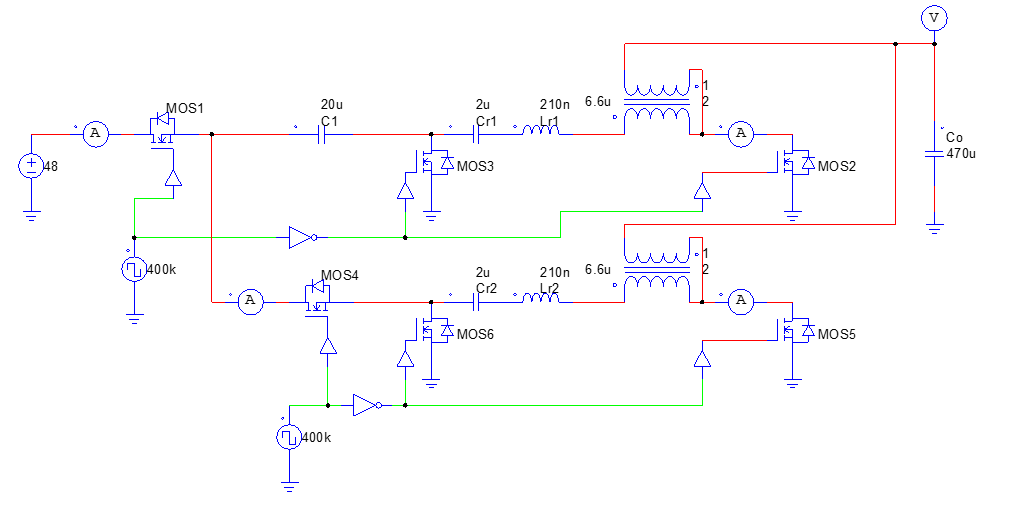 V
MOS1
20u
C1
2u
Cr1
210n
Lr1
6.6u
1
2
A
A
48
MOS3
MOS2
Co
470u
400k
MOS4
2u
Cr2
210n
Lr2
6.6u
1
2
A
A
MOS6
MOS5
400k